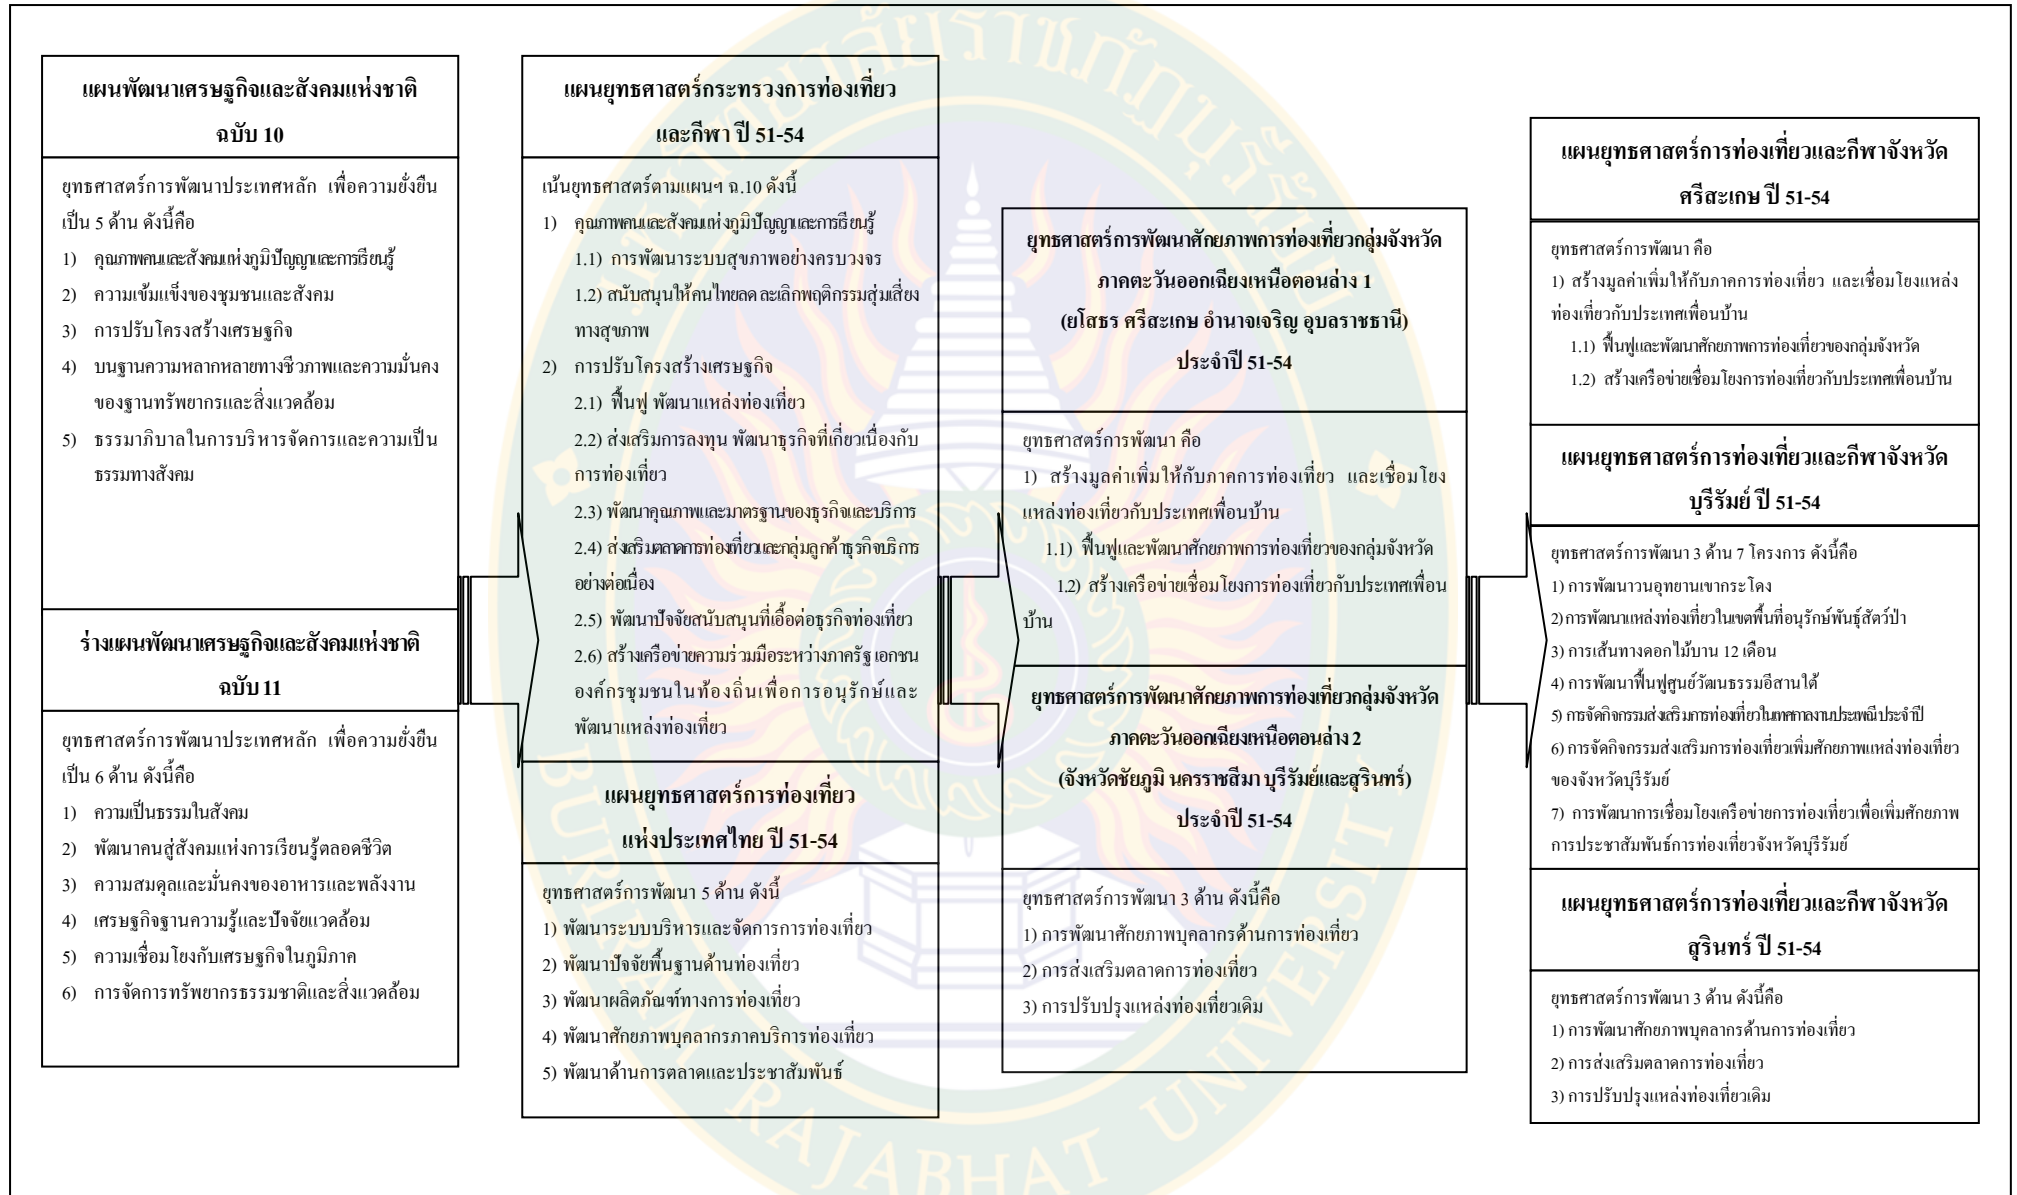 แผนพัฒนาเศรษฐกิจและสังคมแห่งชาติ
ฉบับ 10
ยุทธศาสตร์การพัฒนาประเทศหลัก เพื่อความยั่งยืน
เป็น 5 ด้าน ดังนี้คือ
1) คุณภาพคนและสังคมแห่งภูมิปัญญาและการเรียนรู้
2) ความเข้มแข็งของชุมชนและสังคม
3) การปรับโครงสร้างเศรษฐกิจ
4) บนฐานความหลากหลายทางชีวภาพและความมั่นคง
ของฐานทรัพยากรและสิ่งแวดล้อม
5) ธรรมาภิบาลในการบริหารจัดการและความเป็น
ธรรมทางสังคม
ร่างแผนพัฒนาเศรษฐกิจและสังคมแห่งชาติ
ฉบับ 11
ยุทธศาสตร์การพัฒนาประเทศหลัก เพื่อความยั่งยืน
เป็น 6 ด้าน ดังนี้คือ
1) ความเป็นธรรมในสังคม
2) พัฒนาคนสู่สังคมแห่งการเรียนรู้ตลอดชีวิต
3) ความสมดุลและมั่นคงของอาหารและพลังงาน
4) เศรษฐกิจฐานความรู้และปัจจัยแวดล้อม
5) ความเชื่อมโยงกับเศรษฐกิจในภูมิภาค
6) การจัดการทรัพยากรธรรมชาติและสิ่งแวดล้อม
แผนยุทธศาสตร์กระทรวงการท่องเที่ยว
และกีฬา ปี 51-54
เน้นยุทธศาสตร์ตามแผนฯ ฉ.10 ดังนี้
1) คุณภาพคนและสังคมแห่งภูมิปัญญาและการเรียนรู้
1.1) การพัฒนาระบบสุขภาพอย่างครบวงจร
1.2) สนับสนุนให้คนไทยลด ละเลิกพฤติกรรมสุ่มเสี่ยง
ทางสุขภาพ
2) การปรับโครงสร้างเศรษฐกิจ
2.1) ฟื้นฟู พัฒนาแหล่งท่องเที่ยว
2.2) ส่งเสริมการลงทุน พัฒนาธุรกิจที่เกี่ยวเนื่องกับ
การท่องเที่ยว
2.3) พัฒนาคุณภาพและมาตรฐานของธุรกิจและบริการ
2.4) ส่งเสริมตลาดการท่องเที่ยวและกลุ่มลูกค้าธุรกิจบริการ
อย่างต่อเนื่อง
2.5) พัฒนาปัจจัยสนับสนุนที่เอื้อต่อธุรกิจท่องเที่ยว
2.6) สร้างเครือข่ายความร่วมมือระหว่างภาครัฐ เอกชน
องค์กรชุมชนในท้องถิ่นเพื่อการอนุรักษ์และ
พัฒนาแหล่งท่องเที่ยว
แผนยุทธศาสตร์การท่องเที่ยว
แห่งประเทศไทย ปี 51-54
ยุทธศาสตร์การพัฒนา 5 ด้าน ดังนี้
1) พัฒนาระบบบริหารและจัดการการท่องเที่ยว
2) พัฒนาปัจจัยพื้นฐานด้านท่องเที่ยว
3) พัฒนาผลิตภัณฑ์ทางการท่องเที่ยว
4) พัฒนาศักยภาพบุคลากรภาคบริการท่องเที่ยว
5) พัฒนาด้านการตลาดและประชาสัมพันธ์
ยุทธศาสตร์การพัฒนาศักยภาพการท่องเที่ยวกลุ่มจังหวัด
ภาคตะวันออกเฉียงเหนือตอนล่าง 1
(ยโสธร ศรีสะเกษ อำนาจเจริญ อุบลราชธานี)
ประจำปี 51-54
ยุทธศาสตร์การพัฒนา คือ
1) สร้างมูลค่าเพิ่มให้กับภาคการท่องเที่ยว และเชื่อมโยง
แหล่งท่องเที่ยวกับประเทศเพื่อนบ้าน
1.1) ฟื้นฟูและพัฒนาศักยภาพการท่องเที่ยวของกลุ่มจังหวัด
1.2) สร้างเครือข่ายเชื่อมโยงการท่องเที่ยวกับประเทศเพื่อน
บ้าน
ยุทธศาสตร์การพัฒนาศักยภาพการท่องเที่ยวกลุ่มจังหวัด
ภาคตะวันออกเฉียงเหนือตอนล่าง 2
(จังหวัดชัยภูมิ นครราชสีมา บุรีรัมย์และสุรินทร์)
ประจำปี 51-54
ยุทธศาสตร์การพัฒนา 3 ด้าน ดังนี้คือ
1) การพัฒนาศักยภาพบุคลากรด้านการท่องเที่ยว
2) การส่งเสริมตลาดการท่องเที่ยว
3) การปรับปรุงแหล่งท่องเที่ยวเดิม
แผนยุทธศาสตร์การท่องเที่ยวและกีฬาจังหวัด
ศรีสะเกษ ปี 51-54
ยุทธศาสตร์การพัฒนา คือ
1) สร้างมูลค่าเพิ่มให้กับภาคการท่องเที่ยว และเชื่อมโยงแหล่ง
ท่องเที่ยวกับประเทศเพื่อนบ้าน
1.1) ฟื้นฟูและพัฒนาศักยภาพการท่องเที่ยวของกลุ่มจังหวัด
1.2) สร้างเครือข่ายเชื่อมโยงการท่องเที่ยวกับประเทศเพื่อนบ้าน
แผนยุทธศาสตร์การท่องเที่ยวและกีฬาจังหวัด
บุรีรัมย์ ปี 51-54
ยุทธศาสตร์การพัฒนา 3 ด้าน 7 โครงการ ดังนี้คือ
1) การพัฒนาวนอุทยานเขากระโดง
2) การพัฒนาแหล่งท่องเที่ยวในเขตพื้นที่อนุรักษ์พันธุ์สัตว์ป่า
3) การเส้นทางดอกไม้บาน 12 เดือน
4) การพัฒนาฟื้นฟูศูนย์วัฒนธรรมอีสานใต้
5) การจัดกิจกรรมส่งเสริมการท่องเที่ยวในเทศกาลงานประเพณีประจำปี
6) การจัดกิจกรรมส่งเสริมการท่องเที่ยวเพิ่มศักยภาพแหล่งท่องเที่ยว
ของจังหวัดบุรีรัมย์
7) การพัฒนาการเชื่อมโยงเครือข่ายการท่องเที่ยวเพื่อเพิ่มศักยภาพ
การประชาสัมพันธ์การท่องเที่ยวจังหวัดบุรีรัมย์
แผนยุทธศาสตร์การท่องเที่ยวและกีฬาจังหวัด
สุรินทร์ ปี 51-54
ยุทธศาสตร์การพัฒนา 3 ด้าน ดังนี้คือ
1) การพัฒนาศักยภาพบุคลากรด้านการท่องเที่ยว
2) การส่งเสริมตลาดการท่องเที่ยว
3) การปรับปรุงแหล่งท่องเที่ยวเดิม
มหาวิทยาลัยราชภัฏบุรีรัมย์
BURIRAM RAJABHAT UNIVERSITY